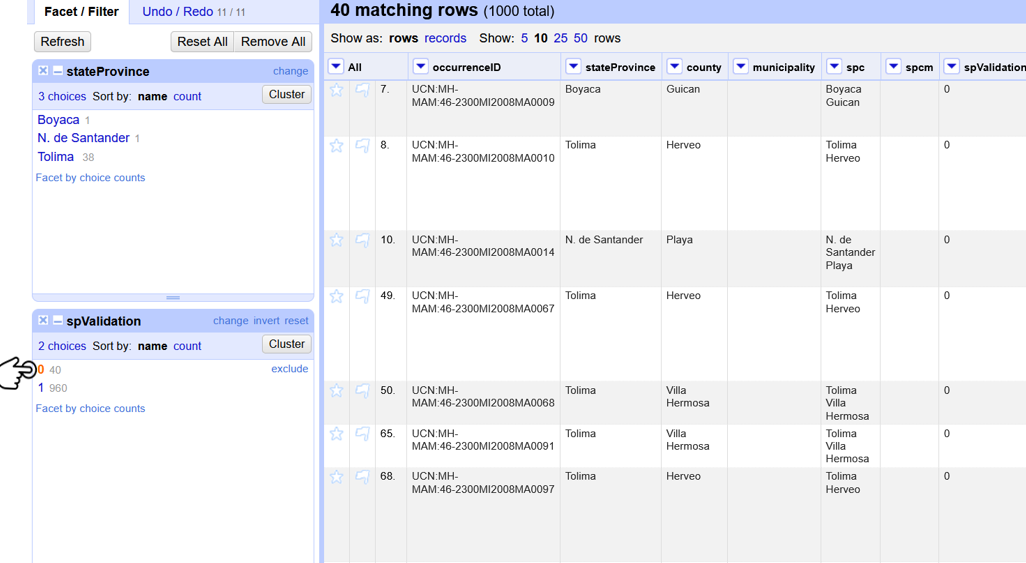 Facet / Filter Undo / Redo 11 / 11
Refresh Reset All Remove All
stateProvince change
3 choices Sort by: name count Cluster
Boyaca 1
N. de Santander 1
Tolima 38
Facet by choice counts
spValidation change invert reset
2 choices Sort by: name count Cluster
0 40 exclude
1 960
Facet by choice counts
40 matching rows (1000 total)
Show as: rows records Show: 5 10 25 50 rows
All occurrenceID stateProvince county municipality spc spcm spValidation
7. UCN:MH- Boyaca Guican Boyaca 0
MAM:46-2300MI2008MA0009 Guican
8. UCN:MH- Tolima Herveo Tolima 0
MAM:46-2300MI2008MA0010 Herveo
10. UCN:MH- N. de Santander Playa N. de 0
MAM:46-2300MI2008MA0014 Santander
Playa
49. UCN:MH- Tolima Herveo Tolima 0
MAM:46-2300MI2008MA0067 Herveo
50. UCN:MH- Tolima Villa Tolima 0
MAM:46-2300MI2008MA0068 Hermosa Villa
Hermosa
65. UCN:MH- Tolima Villa Tolima 0
MAM:46-2300MI2008MA0091 Hermosa Villa
Hermosa
68. UCN:MH- Tolima Herveo Tolima 0
MAM:46-2300MI2008MA0097 Herveo